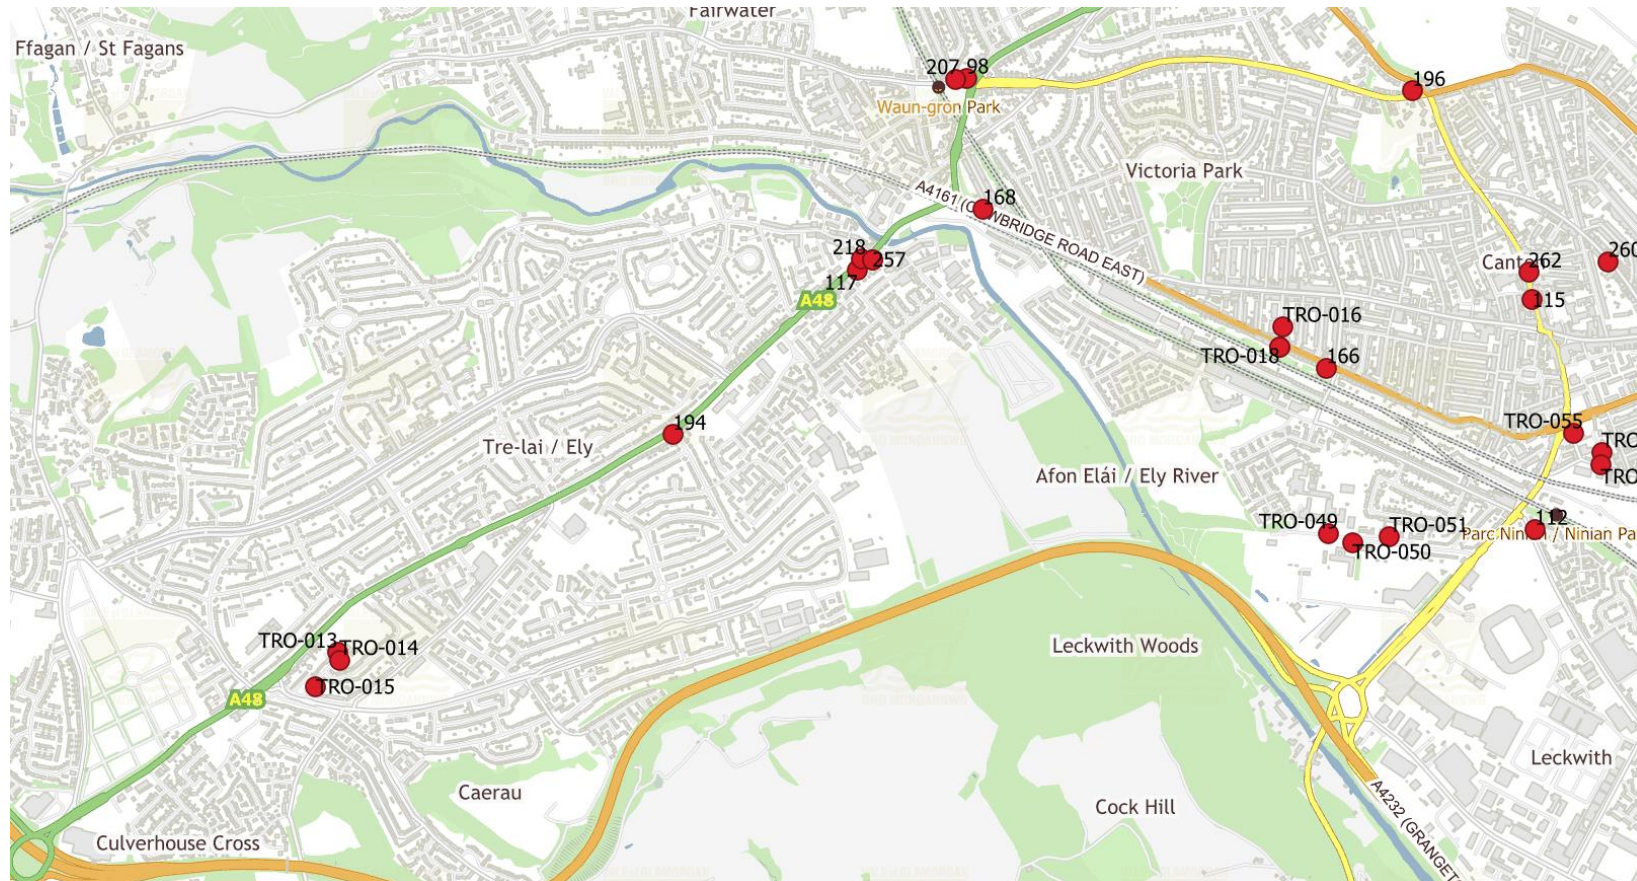 Fairwater
Ffagan / St Fagans
207 98
196
Waun-gron Park
Victoria Park
A4161 (C WBRIDGE ROAD EAST)
168
218
257
117
A48
Cant
262
260
115
TRO-016
TRO-018
166
194
Tre-lai / Ely
TRO-055
TRO
TRO
Afon Elái / Ely River
TRO-049
TRO-050
TRO-051
112
Parc Nin n / Ninian Pa
TRO-013
TRO-014
TRO-015
A48
Leckwith Woods
Leckwith
Caerau
Cock Hill
A4232 (GRANGET
Culverhouse Cross